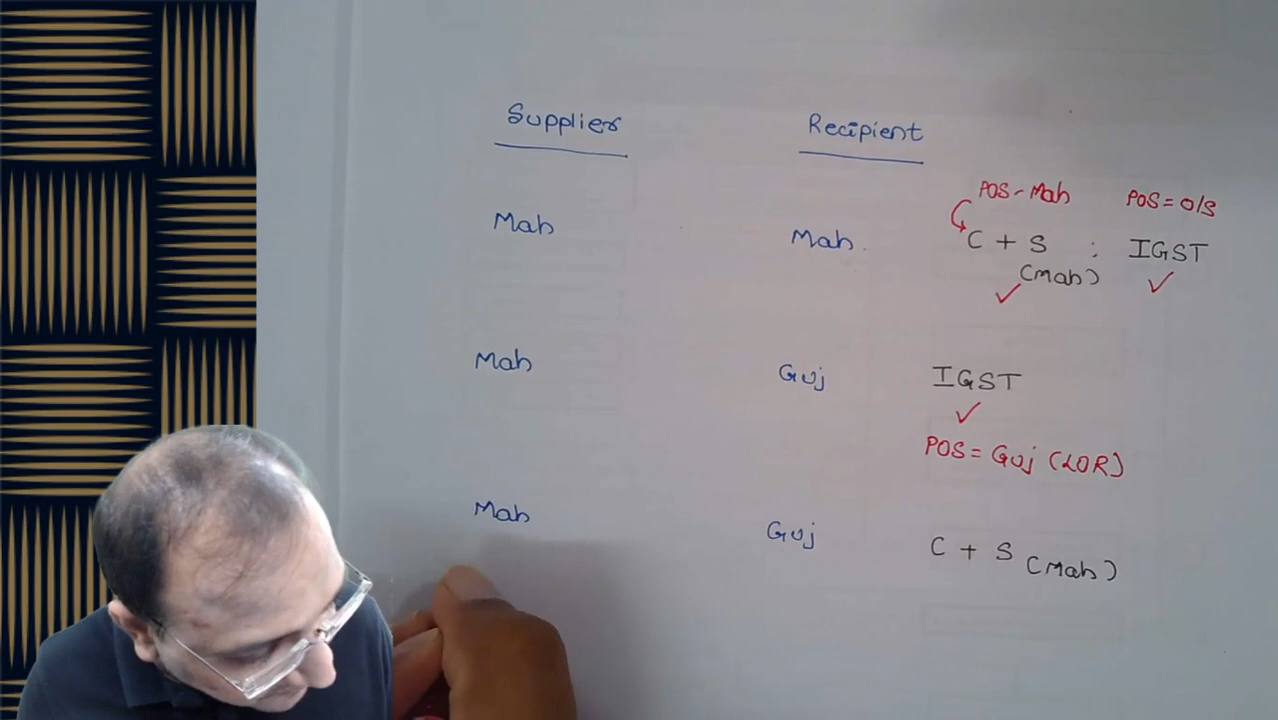 Supplier Recipient
POS - Mah POS = O/S
Mah Mah. C + S : IGST
(Mah)
Mah Guj IGST
POS = Guj (LOR)
Mah Guj C + S (Mah)